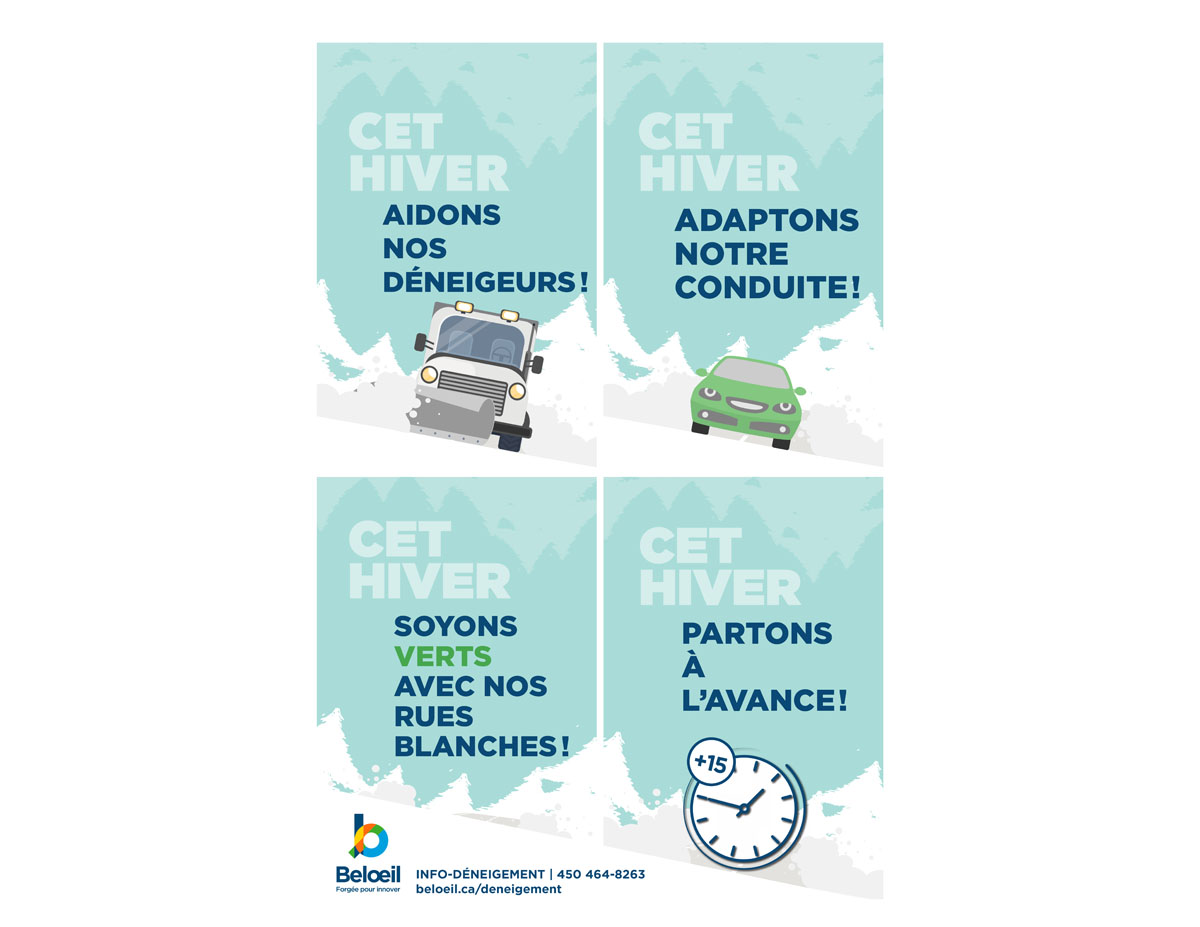 CET
HIVER
AIDONS
NOS
DÉNEIGEURS !
CET
HIVER
ADAPTONS
NOTRE
CONDUITE !
CET
HIVER
SOYONS
VERTS
AVEC NOS
RUES
BLANCHES !
CET
HIVER
PARTONS
À
L'AVANCE !
+15
Beloeil
Forgée pour innover
INFO-DÉNEIGEMENT | 450 464-8263
beloeil.ca/deneigement